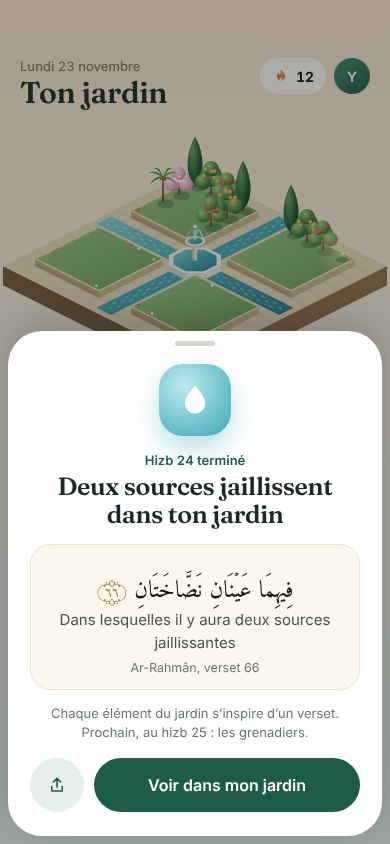 Lundi 23 novembre
Ton jardin
12
Y
Hizb 24 terminé
Deux sources jaillissent
dans ton jardin
فِيهِمَا عَيْنَانِ نَضَّاخَتَانِ ٦٦
Dans lesquelles il y aura deux sources
jaillissantes
Ar-Rahmân, verset 66
Chaque élément du jardin s’inspire d’un verset.
Prochain, au hizb 25 : les grenadiers.
Voir dans mon jardin